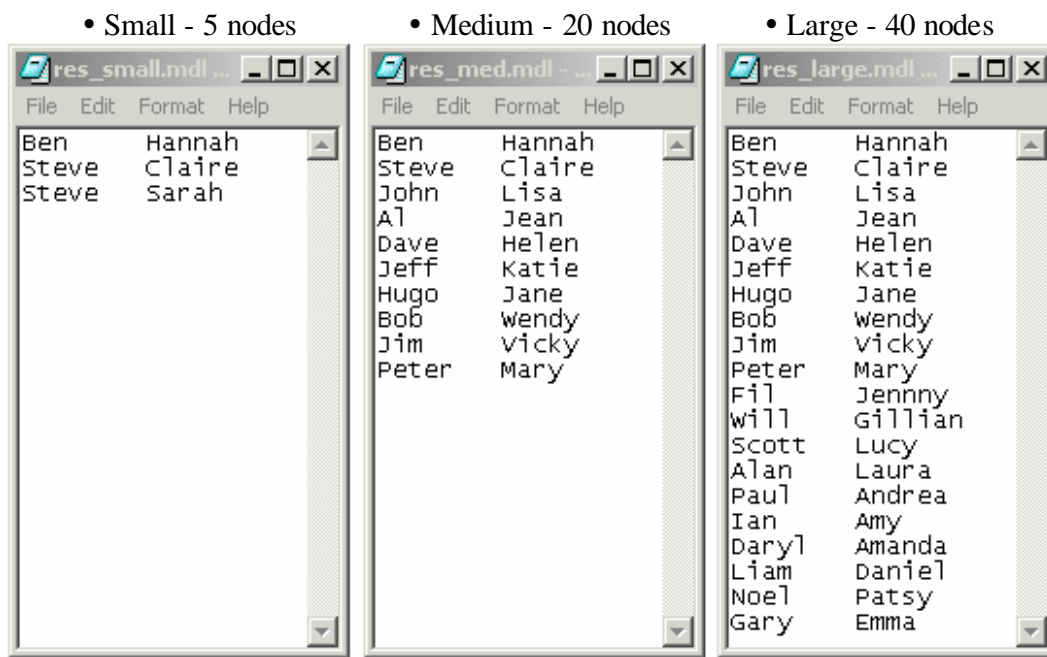 • Small - 5 nodes
res_small.mdl ...
File Edit Format Help
Ben Hannah
Steve Claire
Steve Sarah
• Medium - 20 nodes
res_med.mdl - ...
File Edit Format Help
Ben Hannah
Steve Claire
John Lisa
Al Jean
Dave Helen
Jeff Katie
Hugo Jane
Bob Wendy
Jim Vicky
Peter Mary
• Large - 40 nodes
res_large.mdl ...
File Edit Format Help
Ben Hannah
Steve Claire
John Lisa
Al Jean
Dave Helen
Jeff Katie
Hugo Jane
Bob Wendy
Jim Vicky
Peter Mary
Fil Jennny
Will Gillian
Scott Lucy
Alan Laura
Paul Andrea
Ian Amy
Daryl Amanda
Liam Daniel
Noel Patsy
Gary Emma